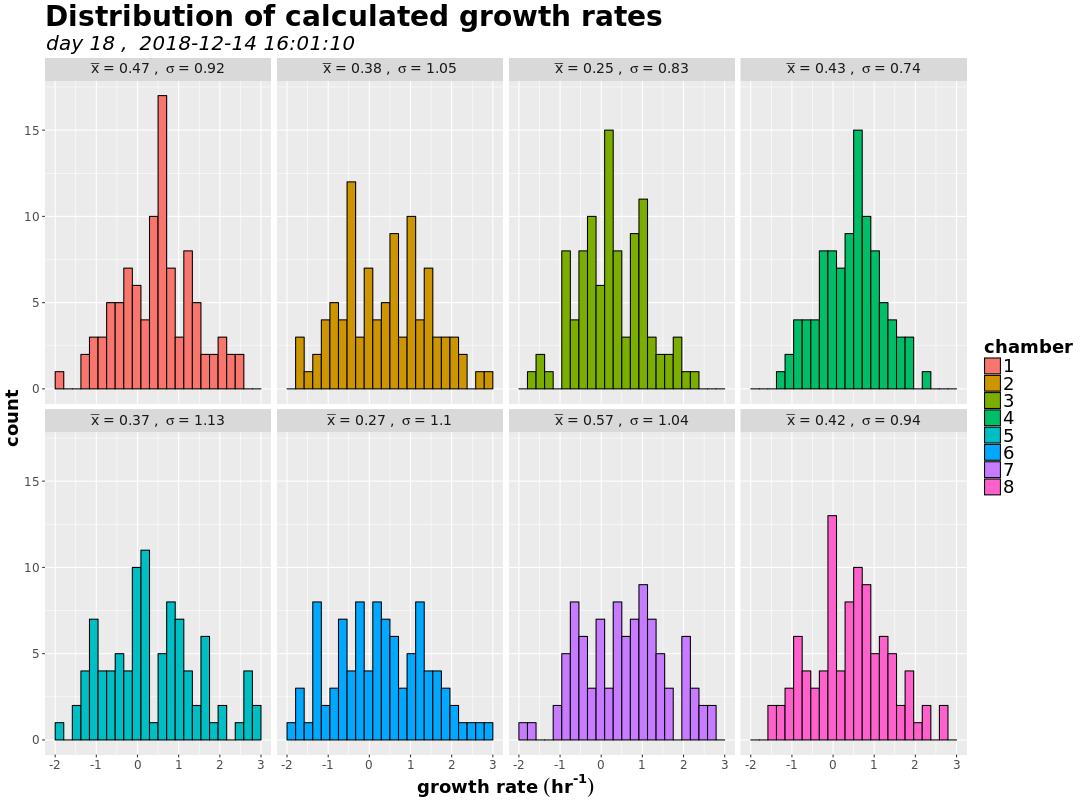 Distribution of calculated growth rates
day 18 ,  2018-12-14 16:01:10
x̅ = 0.47 ,  σ = 0.92
x̅ = 0.38 ,  σ = 1.05
x̅ = 0.25 ,  σ = 0.83
x̅ = 0.43 ,  σ = 0.74
15
10
5
0
x̅ = 0.37 ,  σ = 1.13
x̅ = 0.27 ,  σ = 1.1
x̅ = 0.57 ,  σ = 1.04
x̅ = 0.42 ,  σ = 0.94
15
10
5
0
-2 -1 0 1 2 3
-2 -1 0 1 2 3
-2 -1 0 1 2 3
-2 -1 0 1 2 3
count
growth rate (hr⁻¹)
chamber
1
2
3
4
5
6
7
8